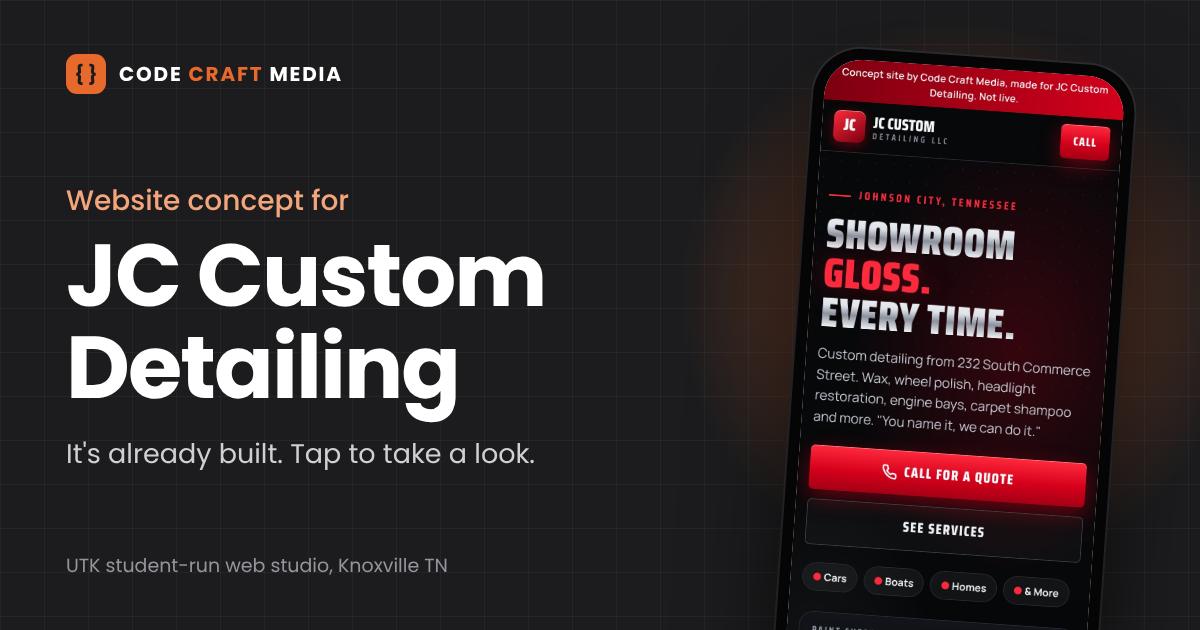 { } CODE CRAFT MEDIA
Website concept for
JC Custom
Detailing
It's already built. Tap to take a look.
UTK student-run web studio, Knoxville TN
Concept site by Code Craft Media, made for JC Custom
Detailing. Not live.
JC
JC CUSTOM
DETAILING LLC
CALL
JOHNSON CITY, TENNESSEE
SHOWROOM
GLOSS.
EVERY TIME.
Custom detailing from 232 South Commerce
Street. Wax, wheel polish, headlight
restoration, engine bays, carpet shampoo
and more. "You name it, we can do it."
CALL FOR A QUOTE
SEE SERVICES
Cars
Boats
Homes
& More